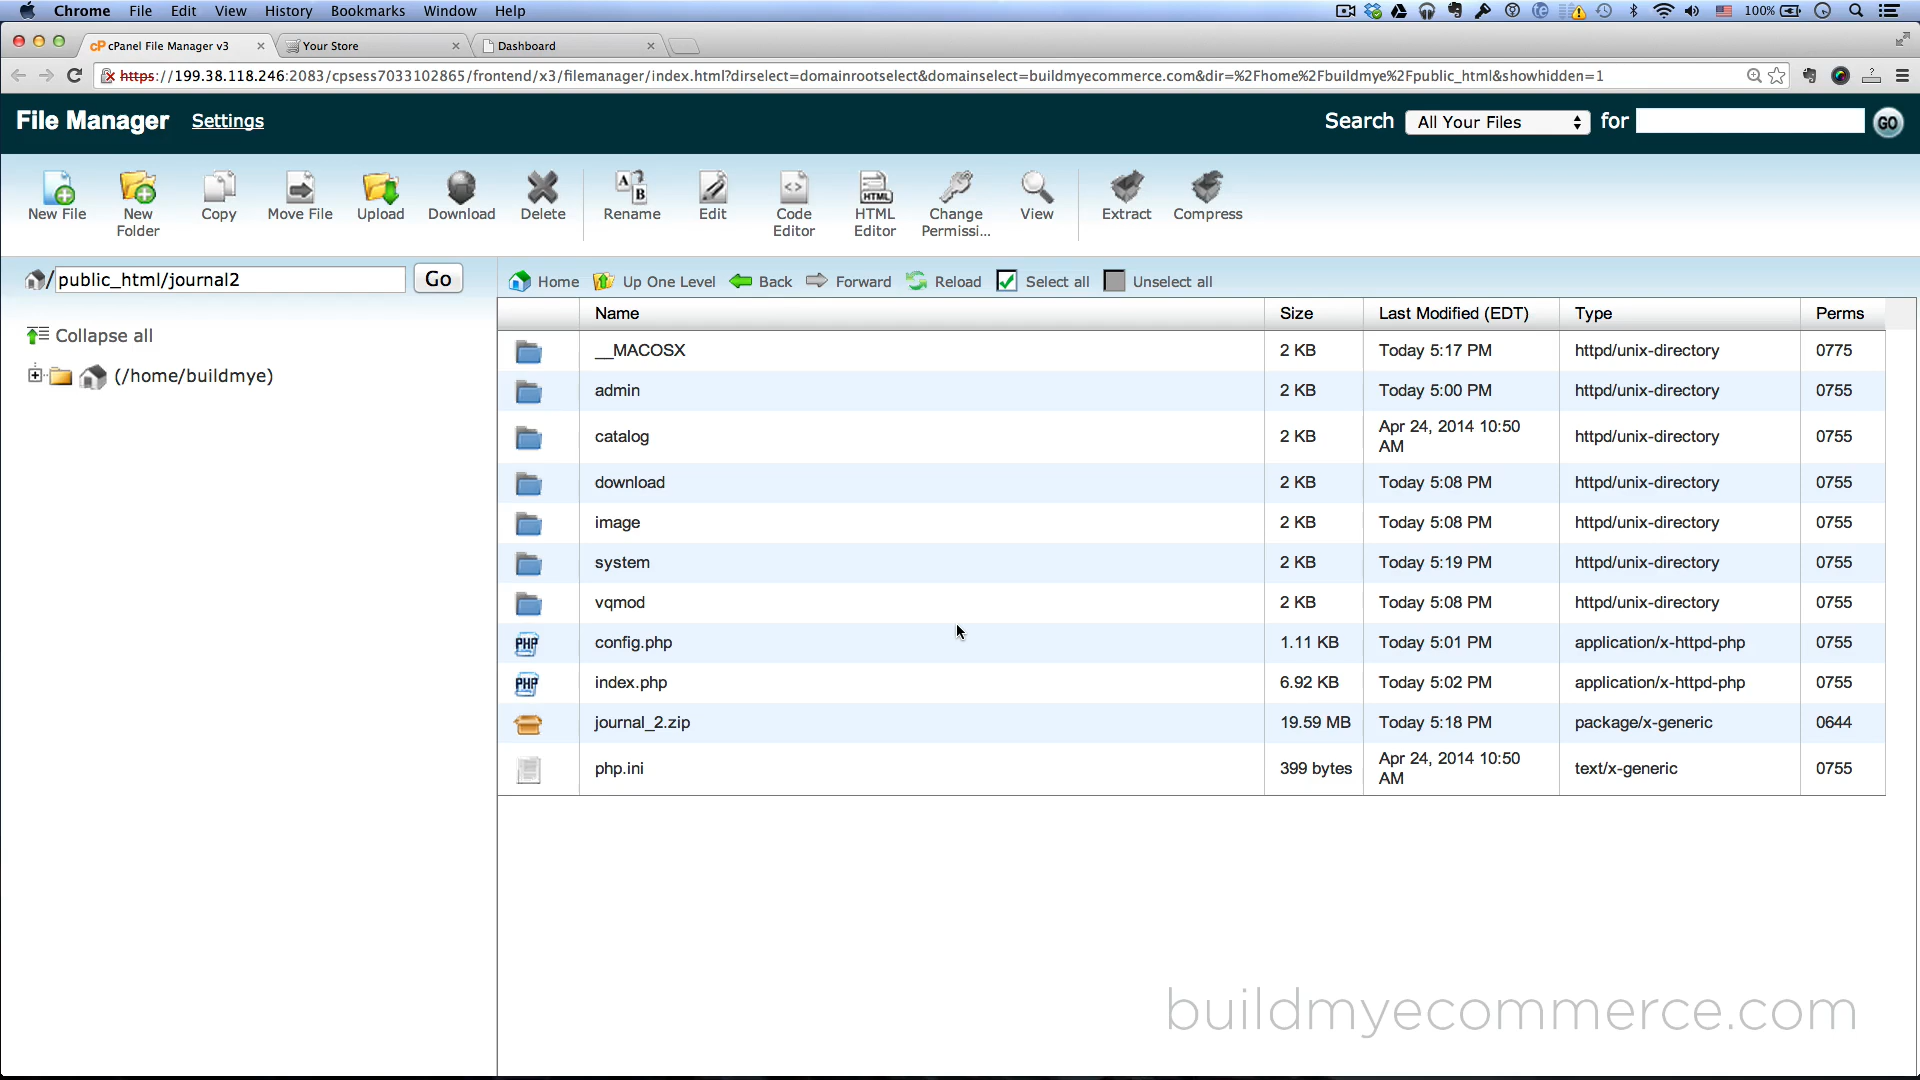 Chrome File Edit View History Bookmarks Window Help 100%
cPanel File Manager v3 Your Store Dashboard
https://199.38.118.246:2083/cpsess7033102865/frontend/x3/filemanager/index.html?dirselect=domainrootselect&domainselect=buildmyecommerce.com&dir=%2Fhome%2Fbuildmye%2Fpublic_html&showhidden=1
File Manager Settings Search All Your Files for GO
New File New Folder Copy Move File Upload Download Delete Rename Edit Code Editor HTML Editor Change Permissi... View Extract Compress
/ public_html/journal2 Go Home Up One Level Back Forward Reload Select all Unselect all
Name Size Last Modified (EDT) Type Perms
Collapse all
(/home/buildmye)
__MACOSX 2 KB Today 5:17 PM httpd/unix-directory 0775
admin 2 KB Today 5:00 PM httpd/unix-directory 0755
catalog 2 KB Apr 24, 2014 10:50 AM httpd/unix-directory 0755
download 2 KB Today 5:08 PM httpd/unix-directory 0755
image 2 KB Today 5:08 PM httpd/unix-directory 0755
system 2 KB Today 5:19 PM httpd/unix-directory 0755
vqmod 2 KB Today 5:08 PM httpd/unix-directory 0755
PHP config.php 1.11 KB Today 5:01 PM application/x-httpd-php 0755
PHP index.php 6.92 KB Today 5:02 PM application/x-httpd-php 0755
journal_2.zip 19.59 MB Today 5:18 PM package/x-generic 0644
php.ini 399 bytes Apr 24, 2014 10:50 AM text/x-generic 0755
buildmyecommerce.com